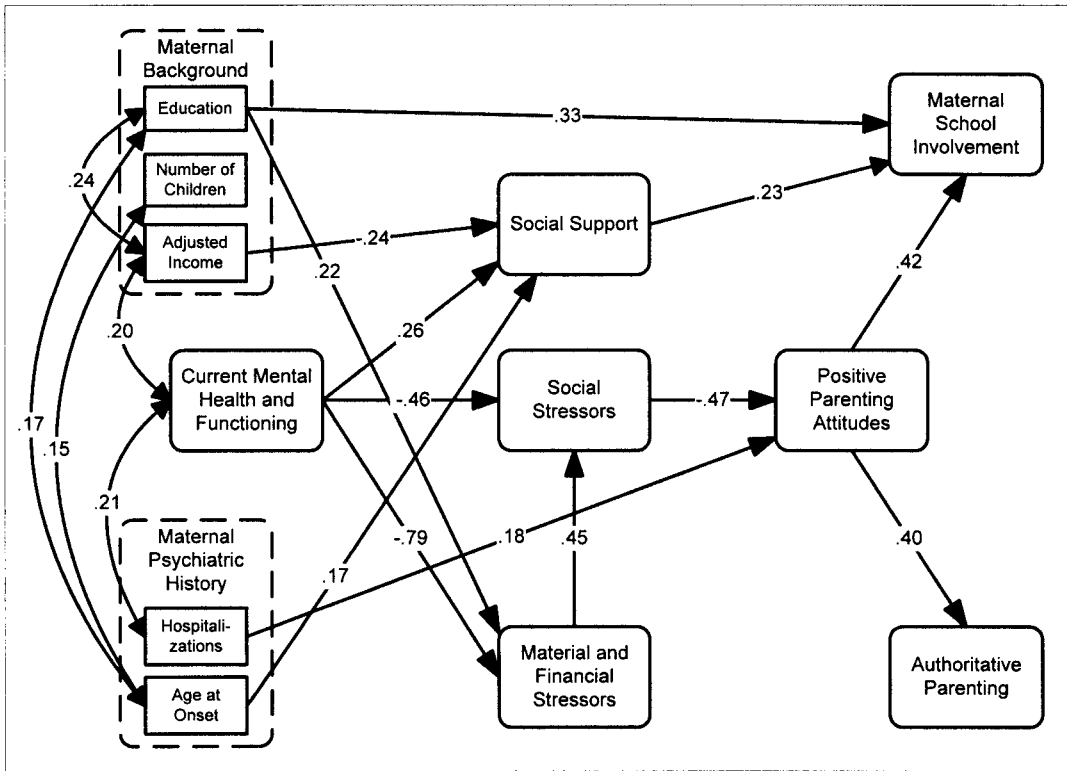 Maternal
Background
Education
Number of
Children
Adjusted
Income
.24
.20
.17
.15
.21
Current Mental
Health and
Functioning
Maternal
Psychiatric
History
Hospitali-
zations
Age at
Onset
.33
-.24
.22
.26
-.46
-.79
.17
.18
Social Support
Social
Stressors
.45
Material and
Financial
Stressors
.23
-.47
Positive
Parenting
Attitudes
.42
.40
Maternal
School
Involvement
Authoritative
Parenting